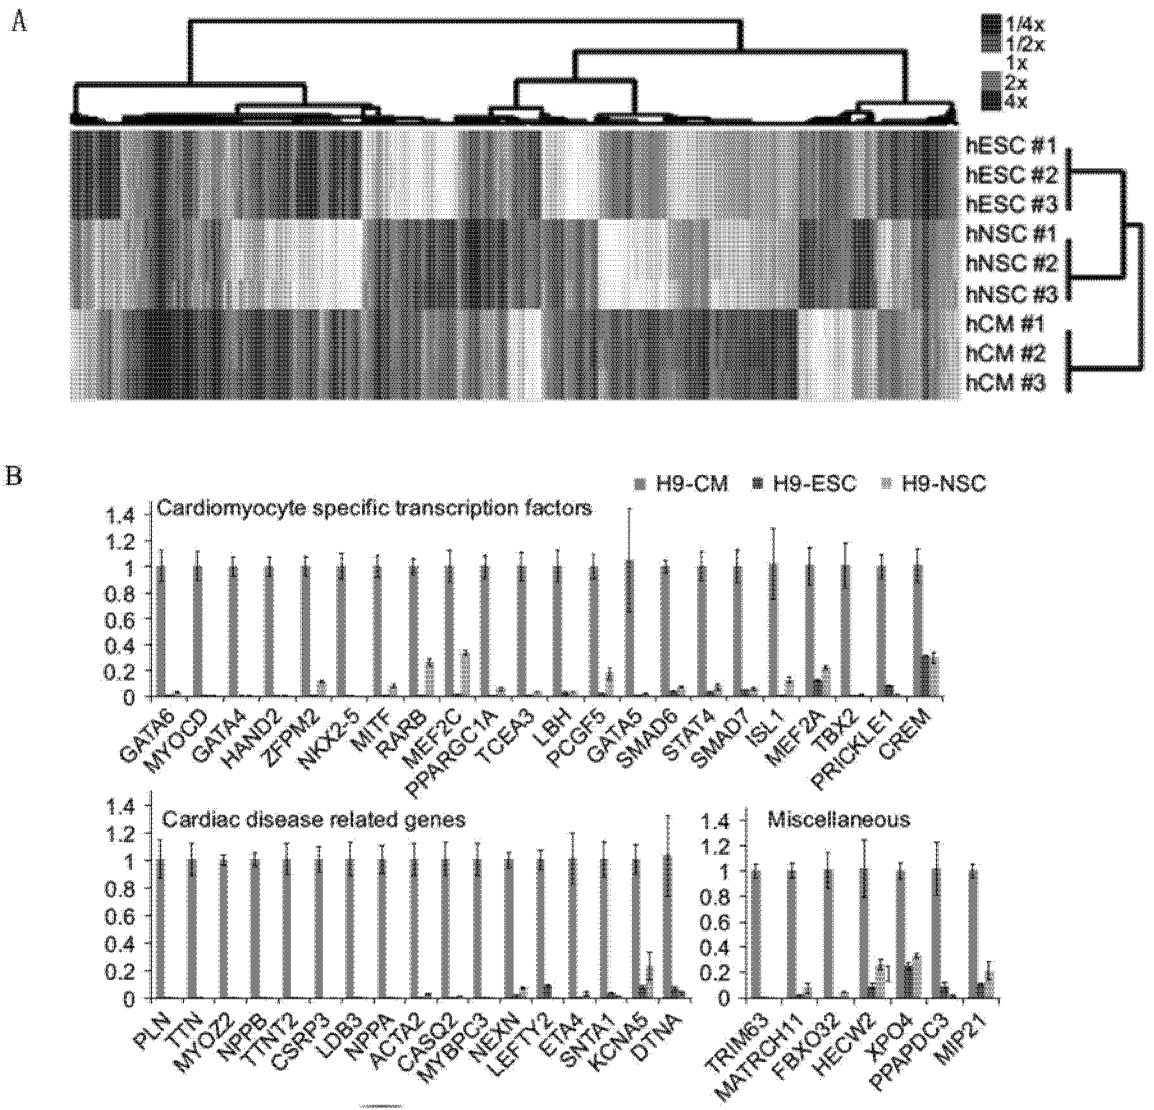 A
1/4x
1/2x
1x
2x
4x
hESC #1
hESC #2
hESC #3
hNSC #1
hNSC #2
hNSC #3
hCM #1
hCM #2
hCM #3
B
H9-CM H9-ESC H9-NSC
Cardiomyocyte specific transcription factors
1.4
1.2
1
0.8
0.6
0.4
0.2
0
GATA6 MYOCD GATA4 HAND2 ZFPM2 NKX2-5 MITF RARB MEF2C PPARGC1A TCEA3 LBH PCGF5 GATA5 SMAD6 STAT4 SMAD7 ISL1 MEF2A TBX2 PRICKLE1 CREM
Cardiac disease related genes
1.4
1.2
1
0.8
0.6
0.4
0.2
0
PLN TTN MYOZ2 NPPB TTNT2 CSRP3 LDB3 NPPA ACTA2 CASQ2 MYBPC3 NEXN LEFTY2 ETA4 SNTA1 KCNA5 DTNA
Miscellaneous
1.4
1.2
1
0.8
0.6
0.4
0.2
0
TRIM63 MATRCH11 FBXO32 HECW2 XPO4 PPAPDC3 MIP21